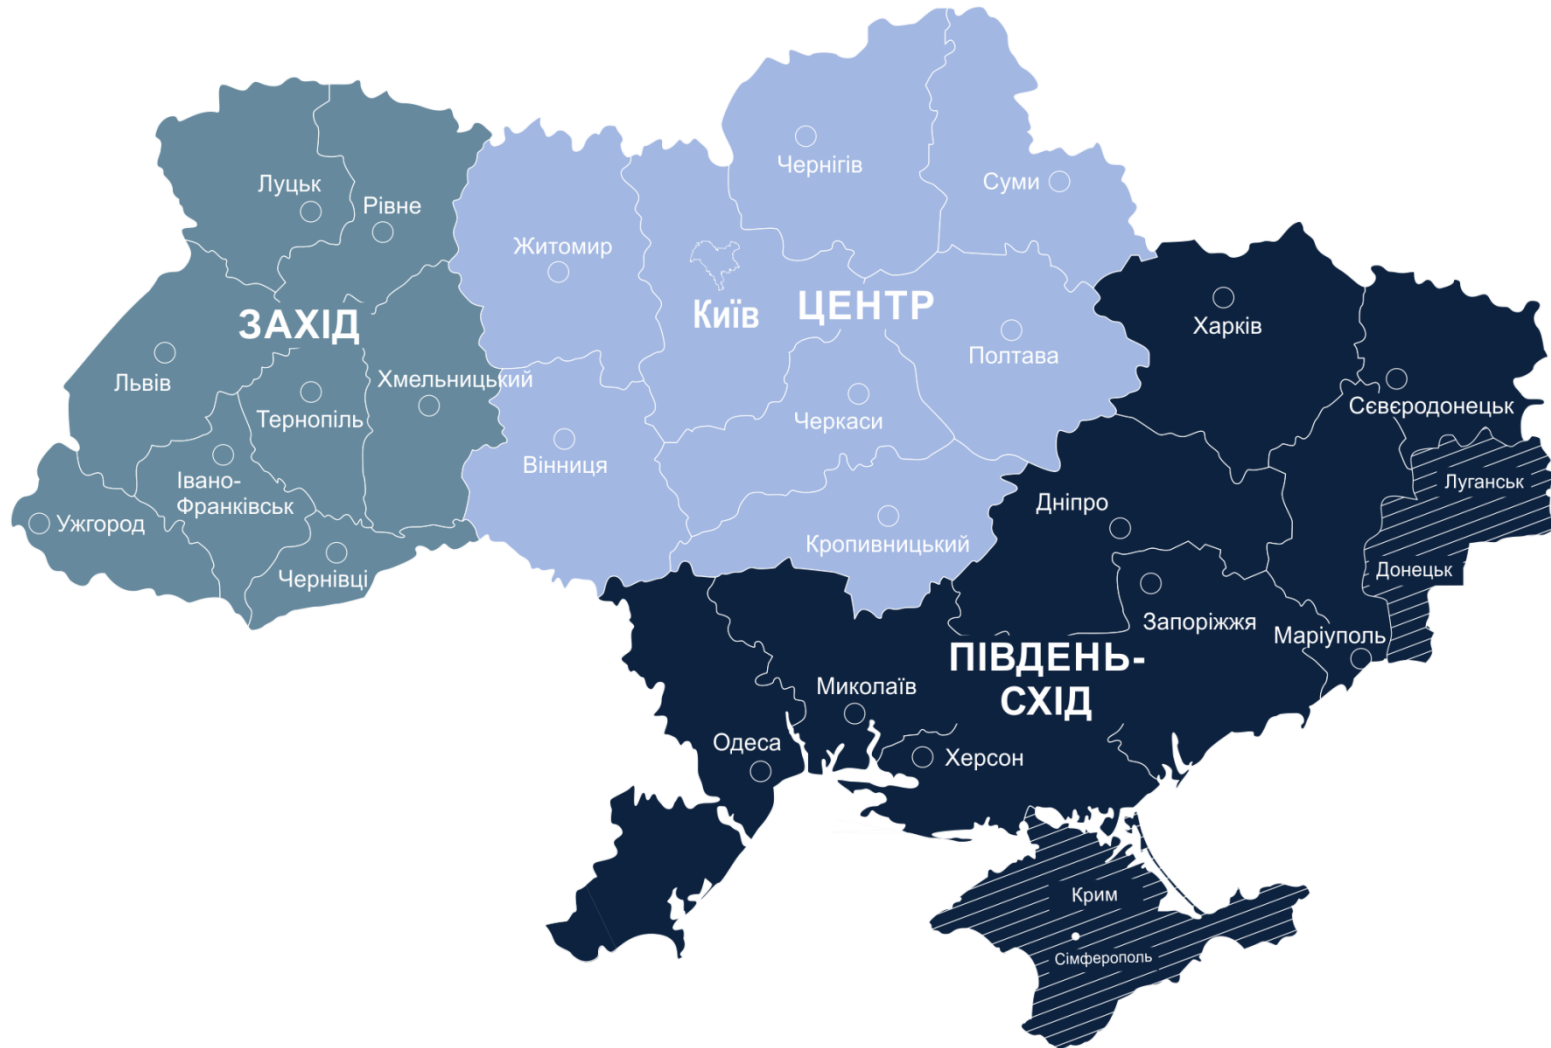 Чернігів
Суми
Луцьк
Рівне
Житомир
ЗАХІД
Київ
ЦЕНТР
Харків
Львів
Хмельницький
Полтава
Тернопіль
Черкаси
Сєвєродонецьк
Вінниця
Івано-
Франківськ
Луганськ
Ужгород
Дніпро
Кропивницький
Чернівці
Донецьк
Запоріжжя
Маріуполь
ПІВДЕНЬ-
СХІД
Миколаїв
Одеса
Херсон
Крим
Сімферополь